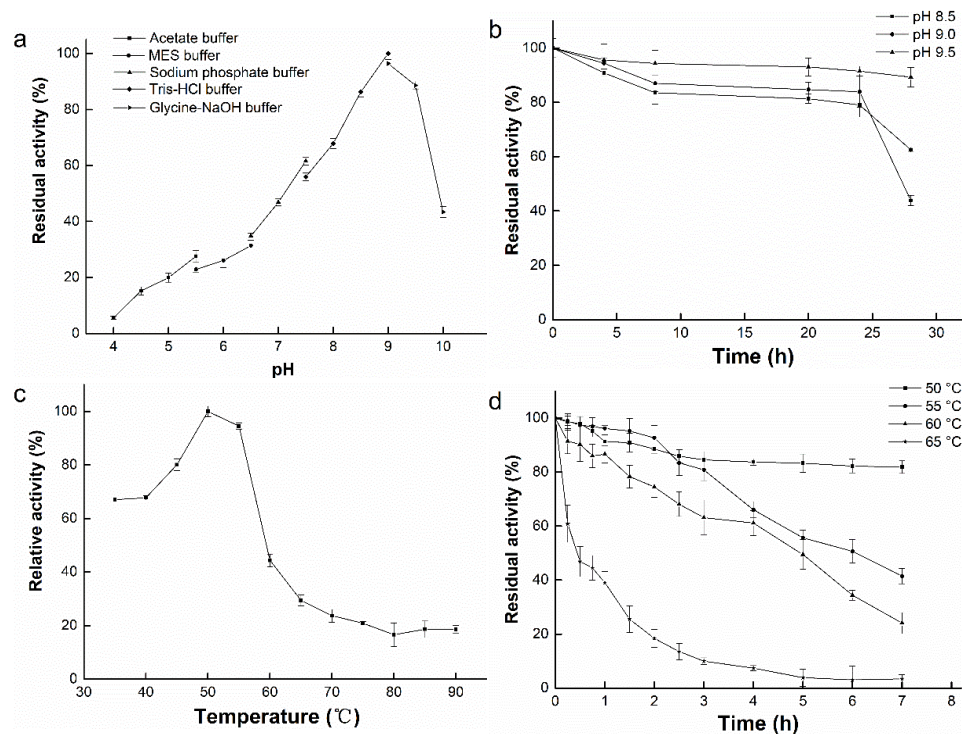 a
Acetate buffer
MES buffer
Sodium phosphate buffer
Tris-HCl buffer
Glycine-NaOH buffer
Residual activity (%)
100
80
60
40
20
0
4 5 6 7 8 9 10
pH
b
pH 8.5
pH 9.0
pH 9.5
Residual activity (%)
100
80
60
40
20
0
0 5 10 15 20 25 30
Time (h)
c
Relative activity (%)
100
80
60
40
20
0
30 40 50 60 70 80 90
Temperature (℃)
d
50 °C
55 °C
60 °C
65 °C
Residual activity (%)
100
80
60
40
20
0
0 1 2 3 4 5 6 7
Time (h)